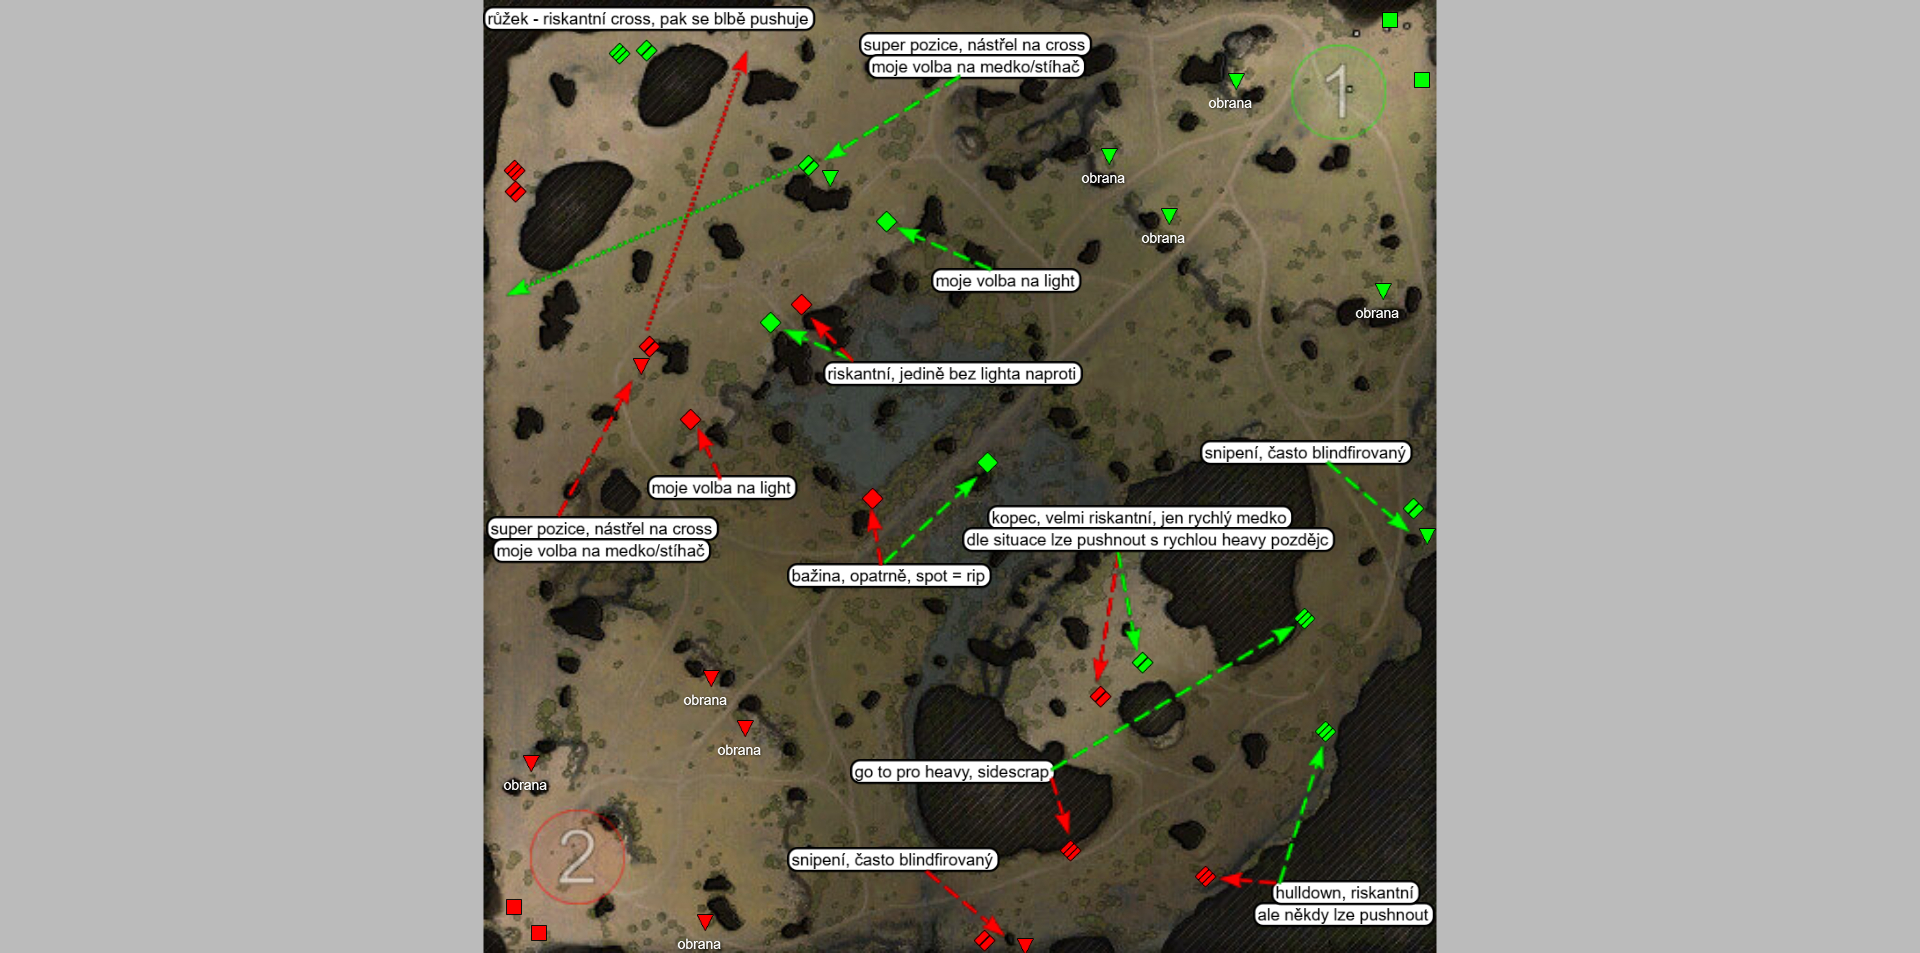 růžek - riskantní cross, pak se blbě pushuje
super pozice, nástřel na cross
moje volba na medko/stíhač
1
obrana
obrana
obrana
moje volba na light
obrana
riskantní, jedině bez lighta naproti
snipení, často blindfirovaný
moje volba na light
super pozice, nástřel na cross
moje volba na medko/stíhač
kopec, velmi riskantní, jen rychlý medko
dle situace lze pushnout s rychlou heavy pozdějc
bažina, opatrně, spot = rip
obrana
obrana
obrana
go to pro heavy, sidescrap
2
snipení, často blindfirovaný
hulldown, riskantní
ale někdy lze pushnout
obrana